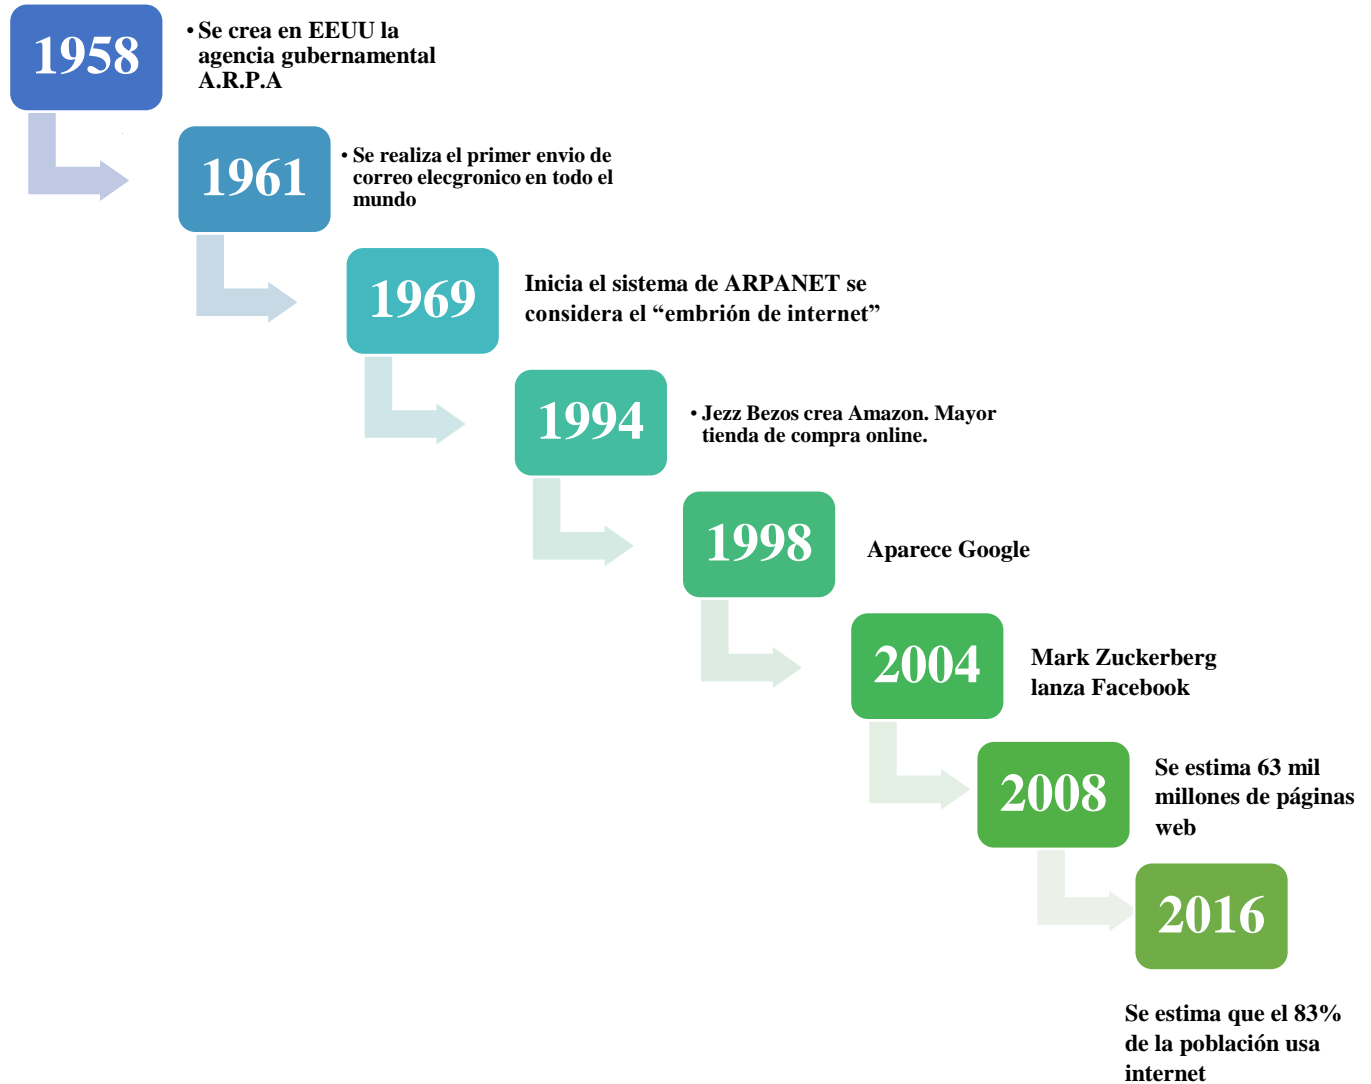 1958
• Se crea en EEUU la
agencia gubernamental
A.R.P.A
1961
• Se realiza el primer envio de
correo elecgronico en todo el
mundo
1969
Inicia el sistema de ARPANET se
considera el “embrión de internet”
1994
• Jezz Bezos crea Amazon. Mayor
tienda de compra online.
1998
Aparece Google
2004
Mark Zuckerberg
lanza Facebook
2008
Se estima 63 mil
millones de páginas
web
2016
Se estima que el 83%
de la población usa
internet